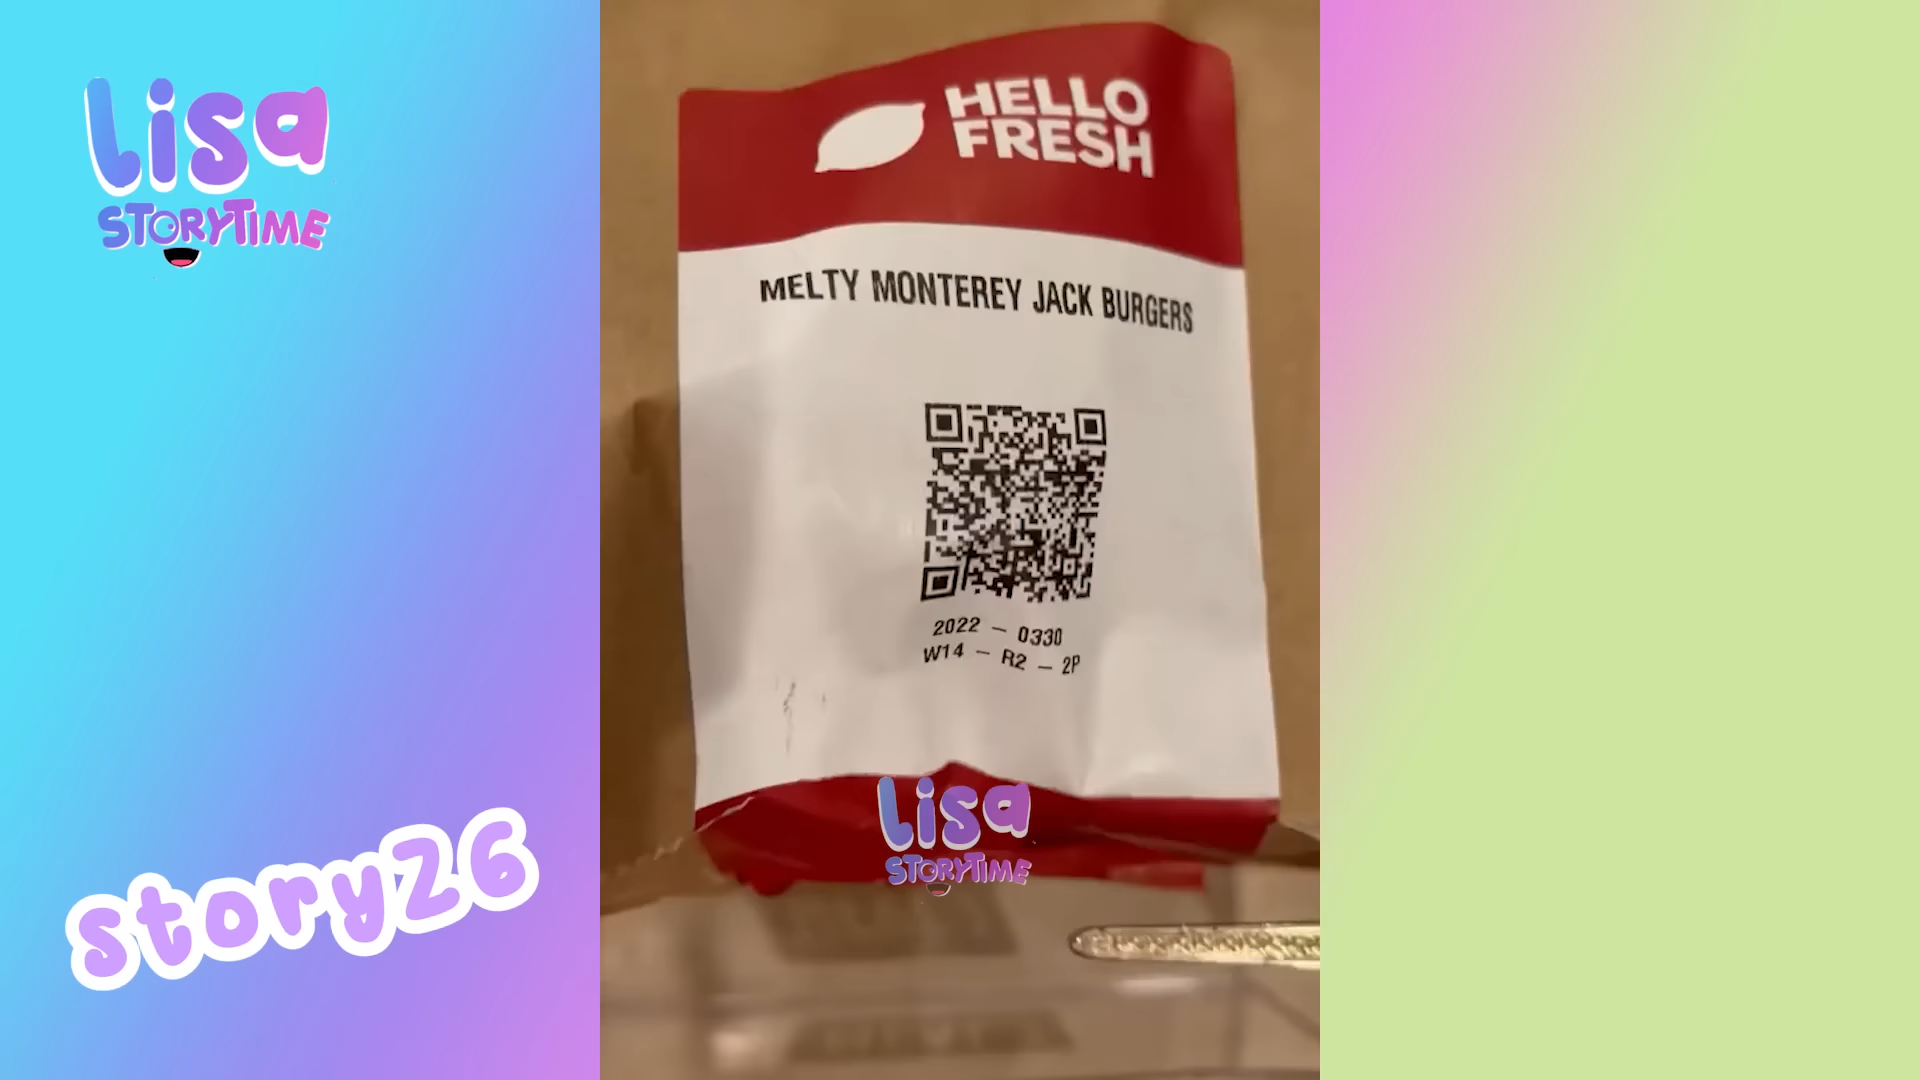 Lisa
STORYTIME
HELLO
FRESH
MELTY MONTEREY JACK BURGERS
2022 – 0330
W14 – R2 – 2P
Lisa
STORYTIME
story26